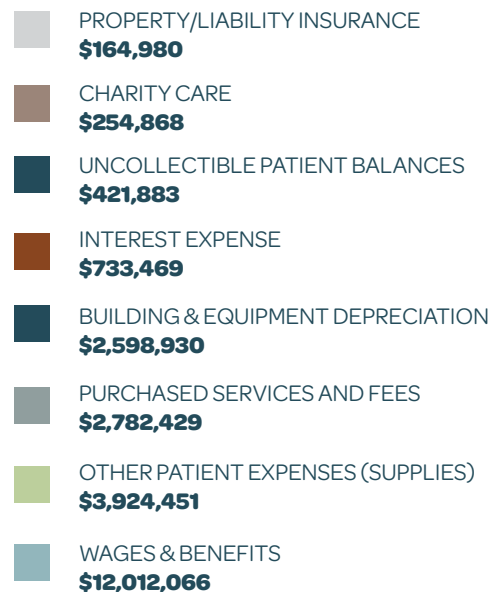 PROPERTY/LIABILITY INSURANCE
$164,980
CHARITY CARE
$254,868
UNCOLLECTIBLE PATIENT BALANCES
$421,883
INTEREST EXPENSE
$733,469
BUILDING & EQUIPMENT DEPRECIATION
$2,598,930
PURCHASED SERVICES AND FEES
$2,782,429
OTHER PATIENT EXPENSES (SUPPLIES)
$3,924,451
WAGES & BENEFITS
$12,012,066